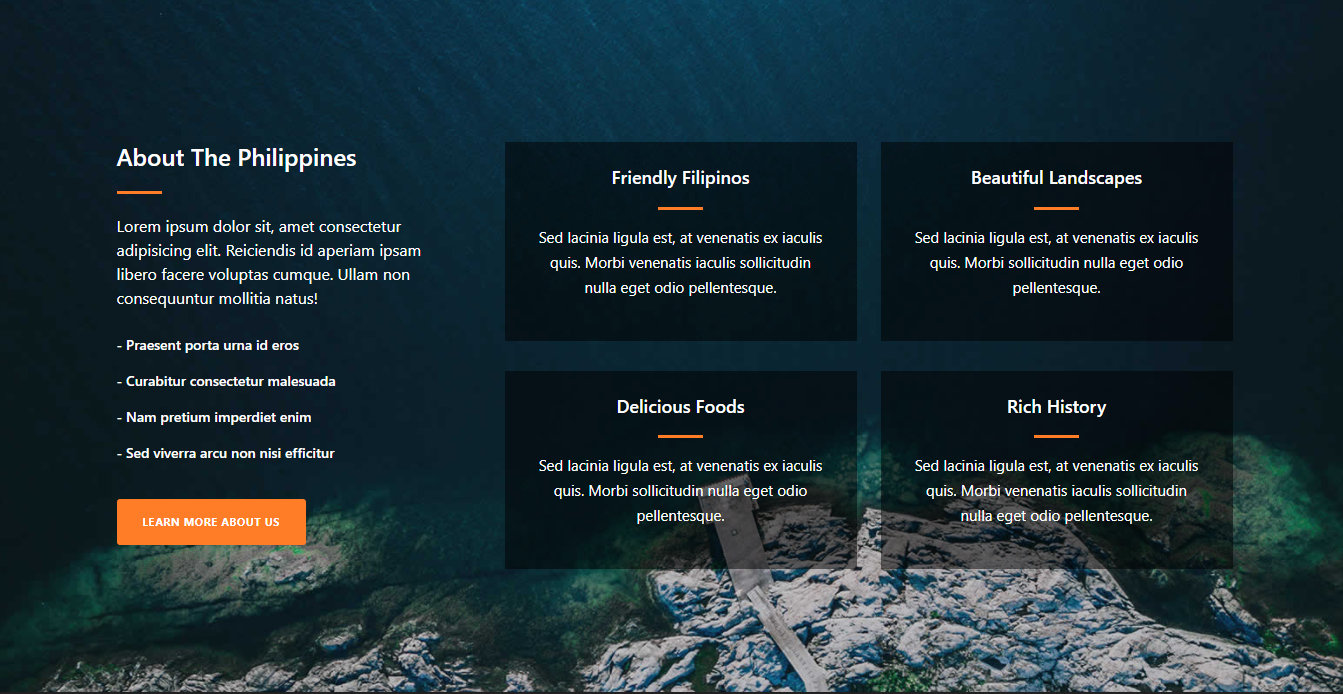 About The Philippines
Lorem ipsum dolor sit, amet consectetur
adipisicing elit. Reiciendis id aperiam ipsam
libero facere voluptas cumque. Ullam non
consequuntur mollitia natus!
- Praesent porta urna id eros
- Curabitur consectetur malesuada
- Nam pretium imperdiet enim
- Sed viverra arcu non nisi efficitur
LEARN MORE ABOUT US
Friendly Filipinos
Sed lacinia ligula est, at venenatis ex iaculis
quis. Morbi venenatis iaculis sollicitudin
nulla eget odio pellentesque.
Beautiful Landscapes
Sed lacinia ligula est, at venenatis ex iaculis
quis. Morbi sollicitudin nulla eget odio
pellentesque.
Delicious Foods
Sed lacinia ligula est, at venenatis ex iaculis
quis. Morbi sollicitudin nulla eget odio
pellentesque.
Rich History
Sed lacinia ligula est, at venenatis ex iaculis
quis. Morbi venenatis iaculis sollicitudin
nulla eget odio pellentesque.